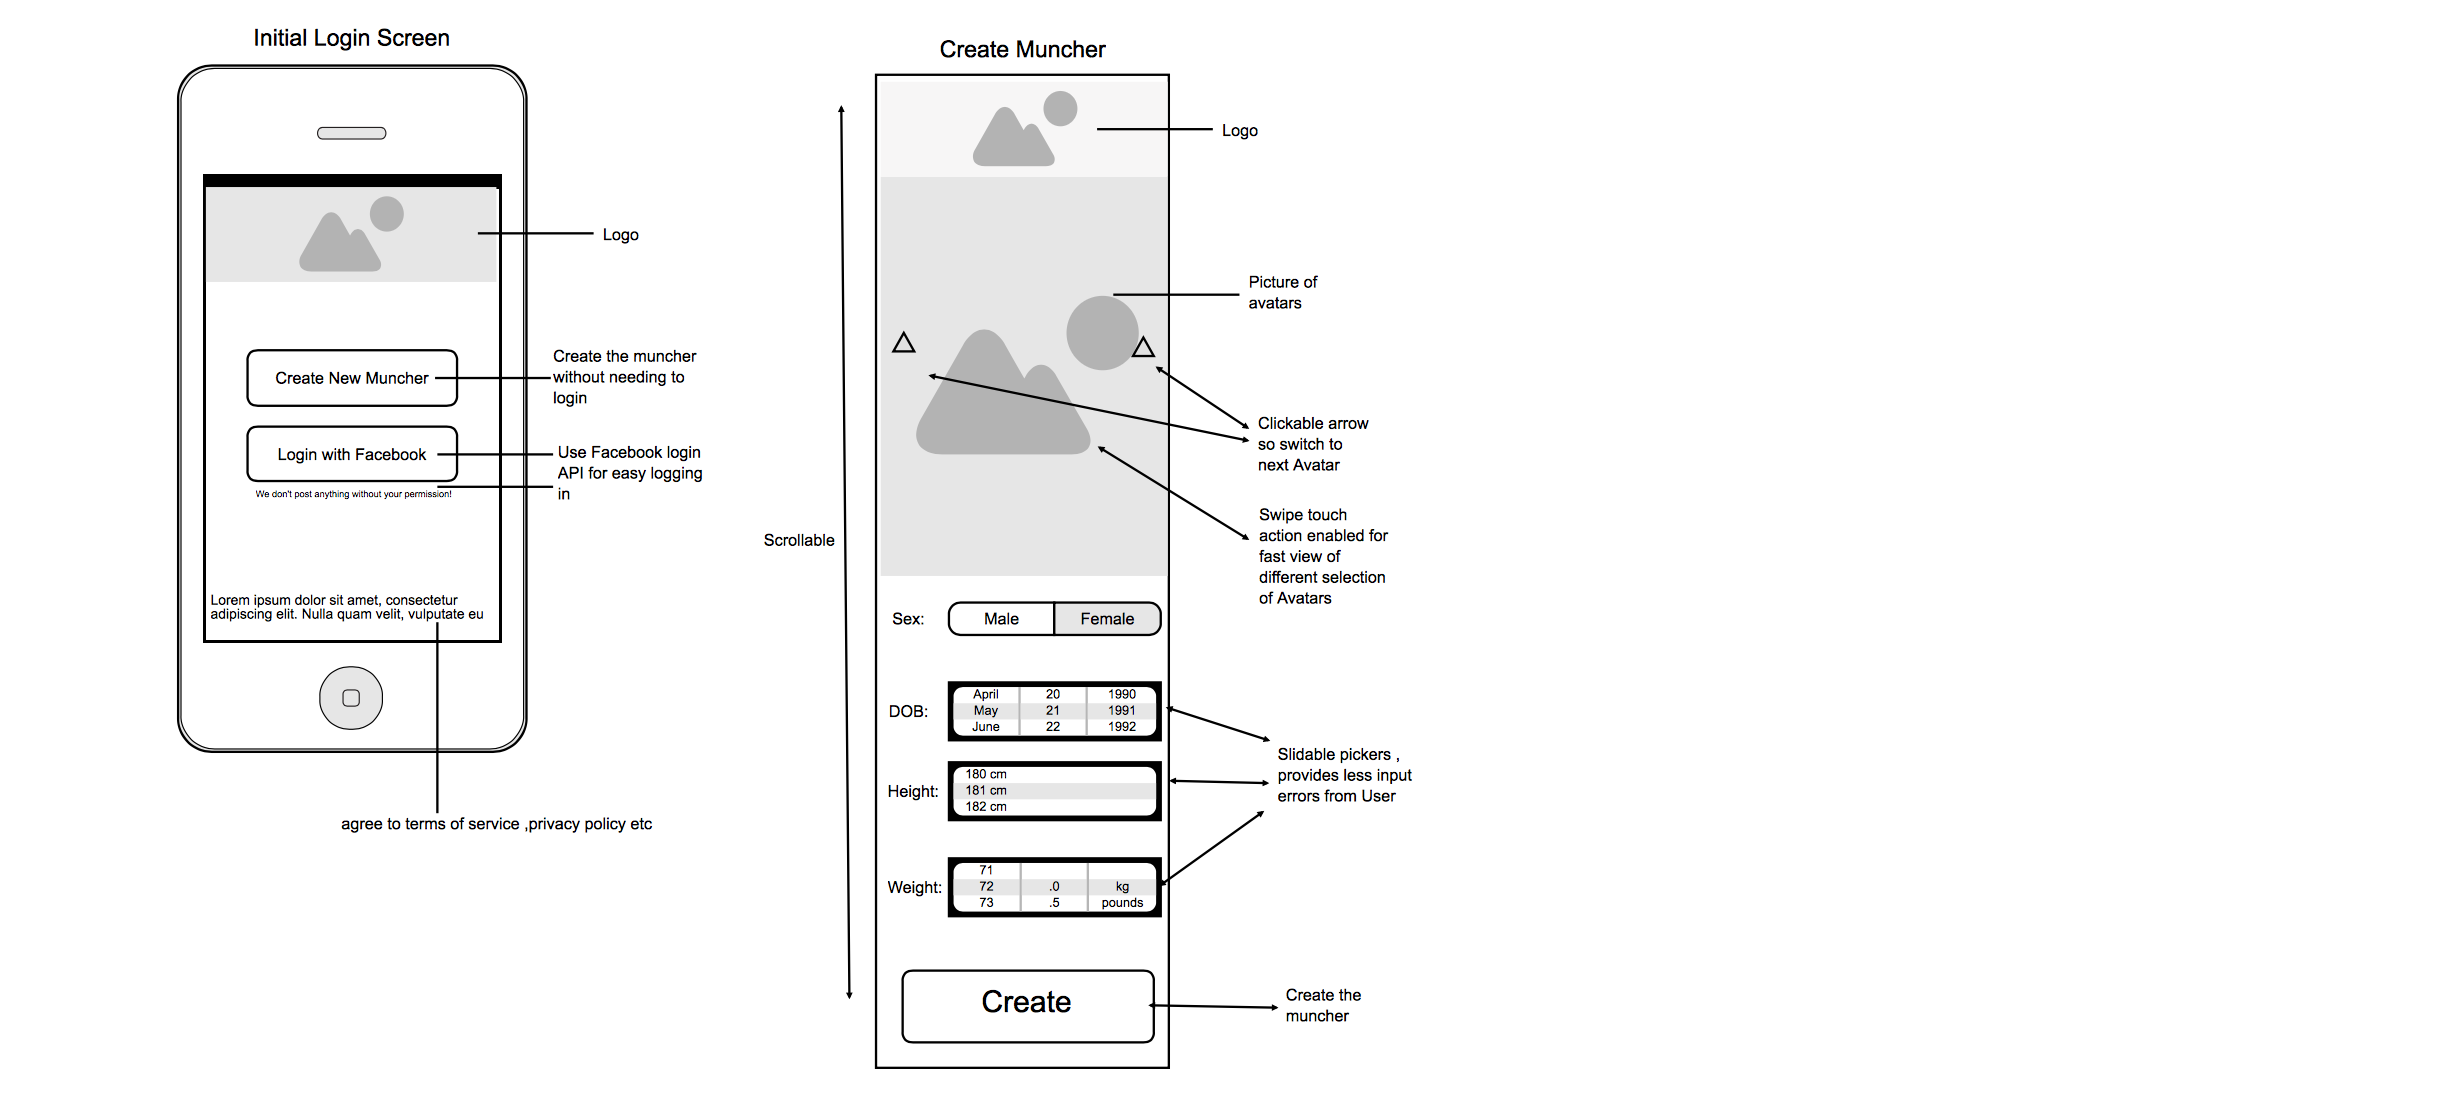 Initial Login Screen
Logo
Create New Muncher
Create the muncher
without needing to
login
Login with Facebook
Use Facebook login
API for easy logging
in
We don't post anything without your permission!
Lorem ipsum dolor sit amet, consectetur
adipiscing elit. Nulla quam velit, vulputate eu
agree to terms of service ,privacy policy etc
Create Muncher
Logo
Picture of
avatars
Clickable arrow
so switch to
next Avatar
Swipe touch
action enabled for
fast view of
different selection
of Avatars
Scrollable
Sex: Male Female
DOB:
April 20 1990
May 21 1991
June 22 1992
Height:
180 cm
181 cm
182 cm
Slidable pickers ,
provides less input
errors from User
Weight:
71
72 .0 kg
73 .5 pounds
Create
Create the
muncher